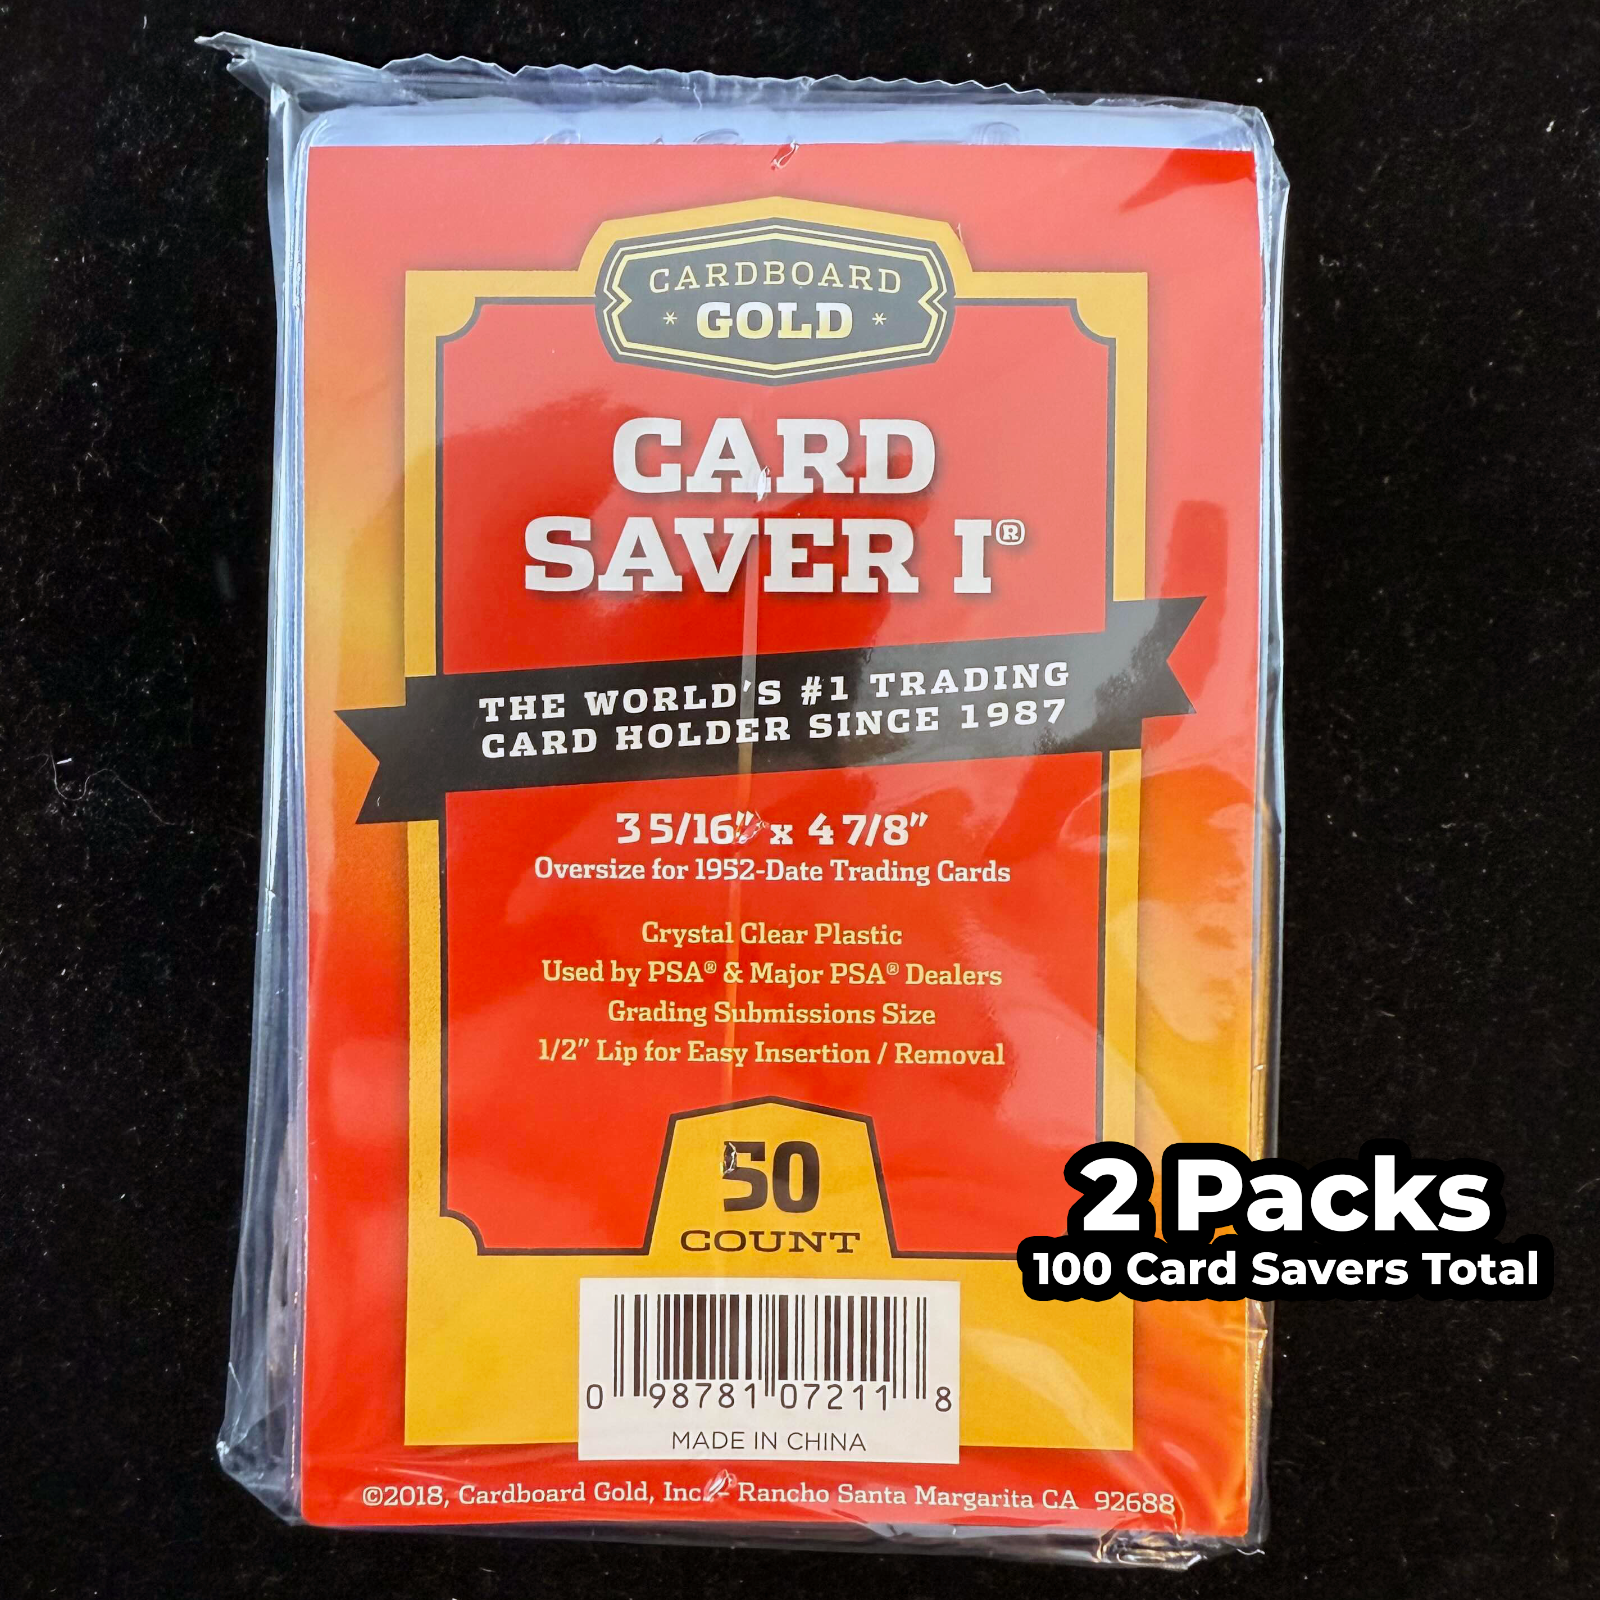 CARDBOARD
* GOLD *
CARD
SAVER I®
THE WORLD'S #1 TRADING
CARD HOLDER SINCE 1987
3 5/16" x 4 7/8"
Oversize for 1952-Date Trading Cards
Crystal Clear Plastic
Used by PSA® & Major PSA® Dealers
Grading Submissions Size
1/2" Lip for Easy Insertion / Removal
50
COUNT
2 Packs
100 Card Savers Total
0 98781 07211 8
MADE IN CHINA
©2018, Cardboard Gold, Inc. - Rancho Santa Margarita CA 92688